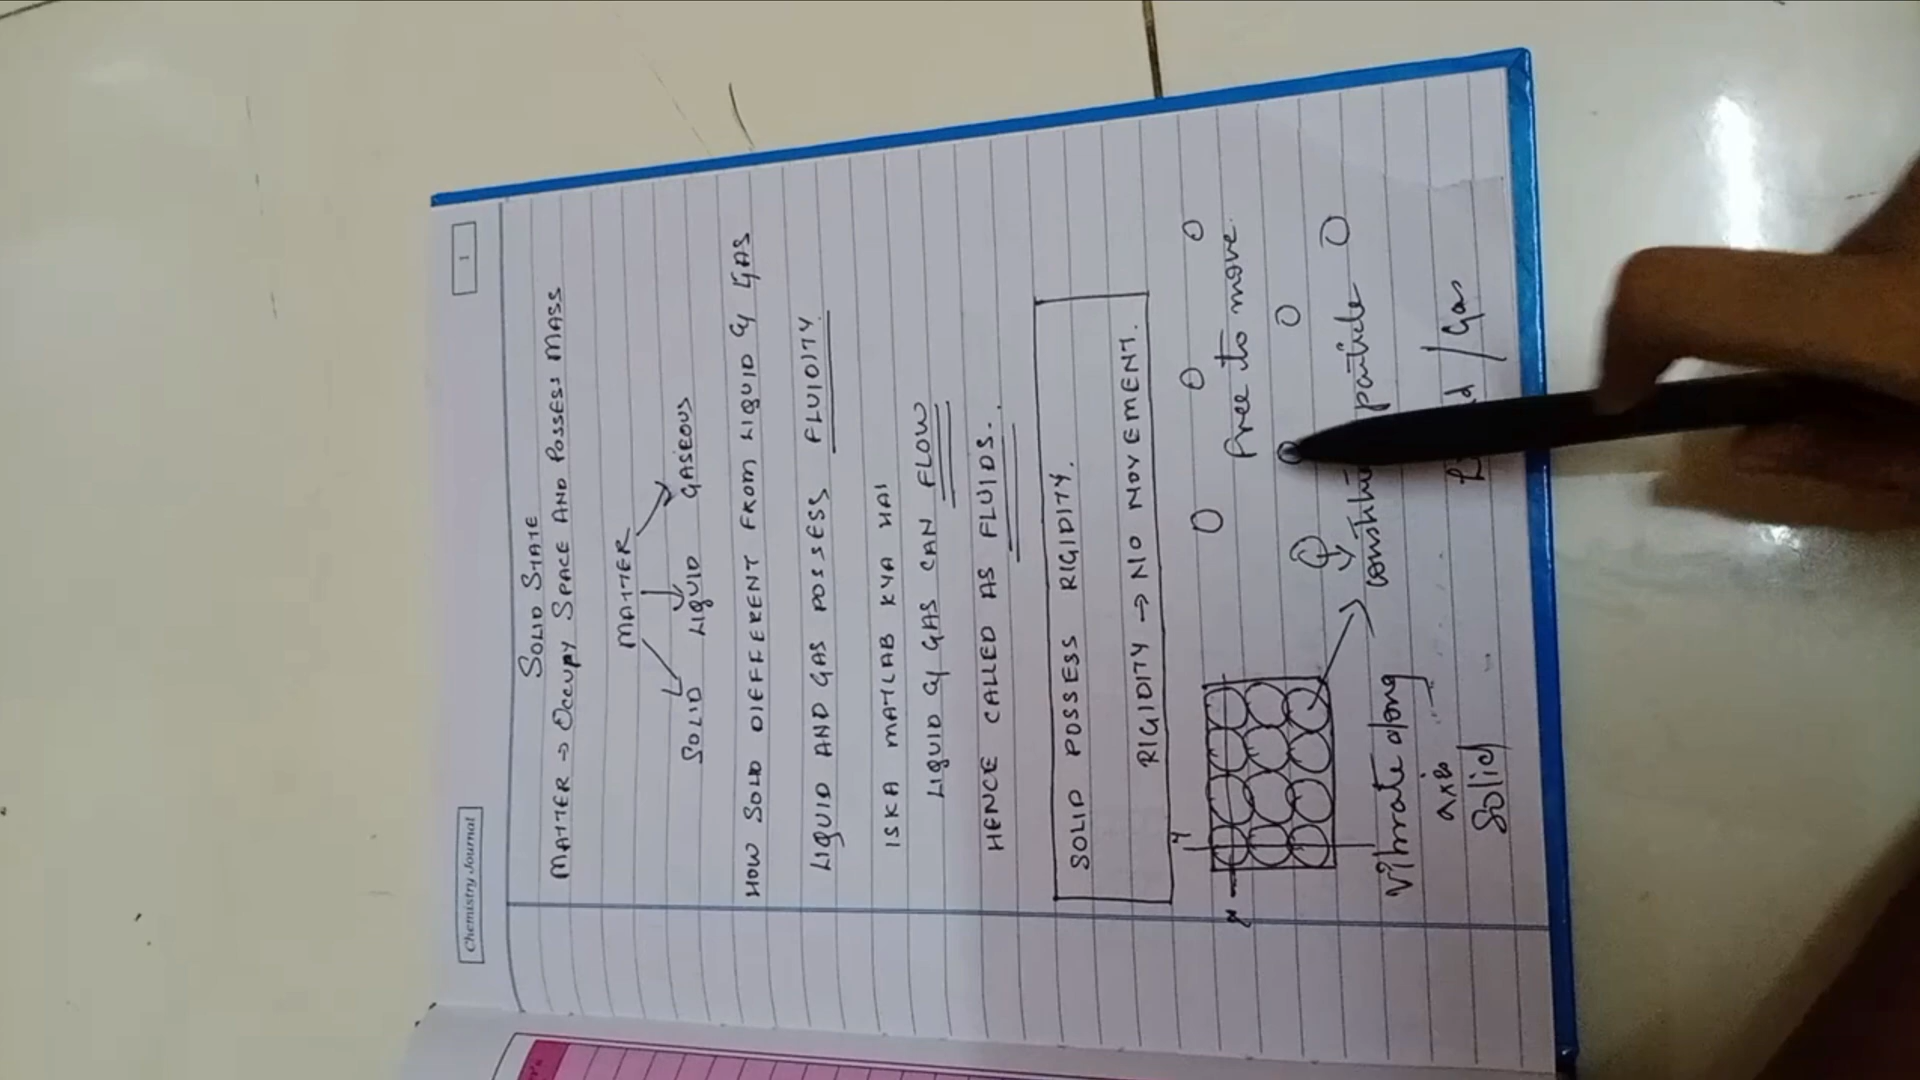 Chemistry Journal
1
SOLID STATE
MATTER → OCCUPY SPACE AND POSSESS MASS
MATTER
SOLID LIQUID GASEOUS
HOW SOLID DIFFERENT FROM LIQUID & GAS
LIQUID AND GAS POSSESS FLUIDITY.
ISKA MATLAB KYA HAI
LIQUID & GAS CAN FLOW
HENCE CALLED AS FLUIDS.
SOLID POSSESS RIGIDITY.
RIGIDITY → NO MOVEMENT.
y
x
free to move.
particle
Vibrate along
axis
Solid
/ Gas